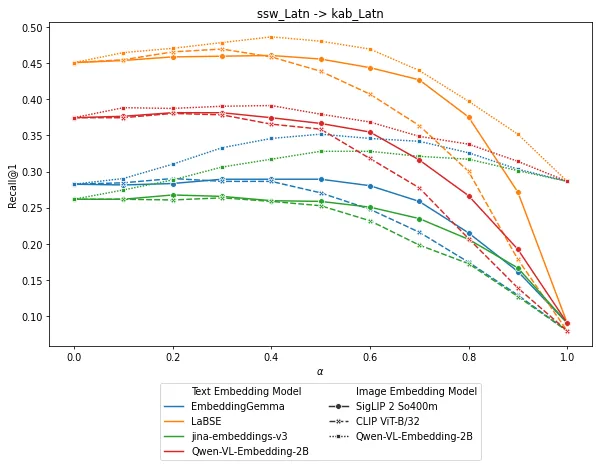 ssw_Latn -> kab_Latn
0.50
0.45
0.40
0.35
0.30
0.25
0.20
0.15
0.10
Recall@1
0.0 0.2 0.4 0.6 0.8 1.0
α
Text Embedding Model
EmbeddingGemma
LaBSE
jina-embeddings-v3
Qwen-VL-Embedding-2B
Image Embedding Model
SigLIP 2 So400m
CLIP ViT-B/32
Qwen-VL-Embedding-2B